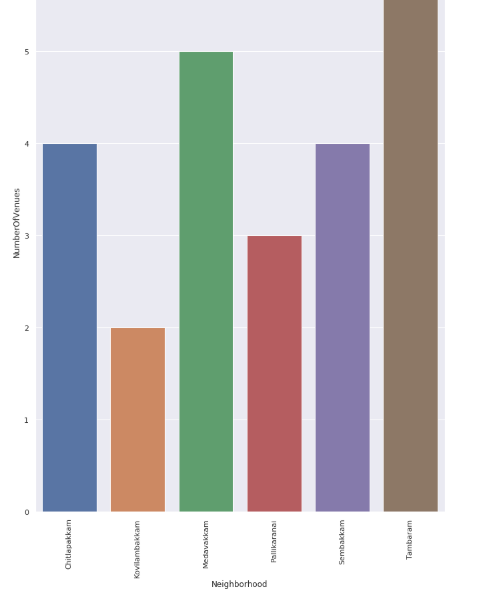 5
4
3
2
1
0
NumberOfVenues
Chitlapakkam
Kovilambakkam
Medavakkam
Pallikaranai
Sembakkam
Tambaram
Neighborhood